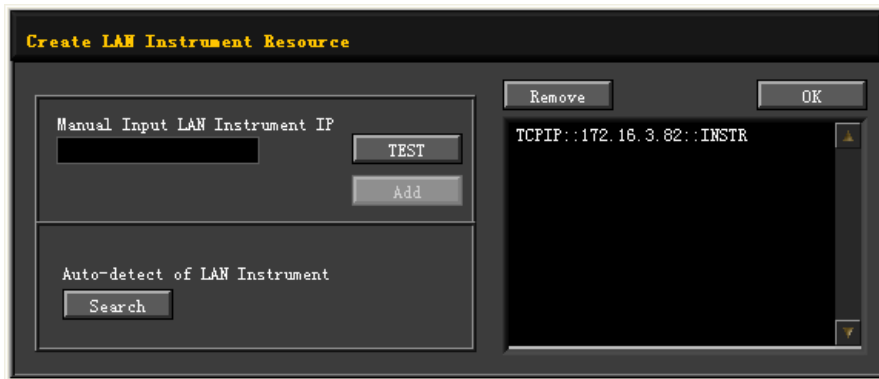 Create LAN Instrument Resource
Manual Input LAN Instrument IP
TEST
Add
Auto-detect of LAN Instrument
Search
Remove
OK
TCPIP::172.16.3.82::INSTR